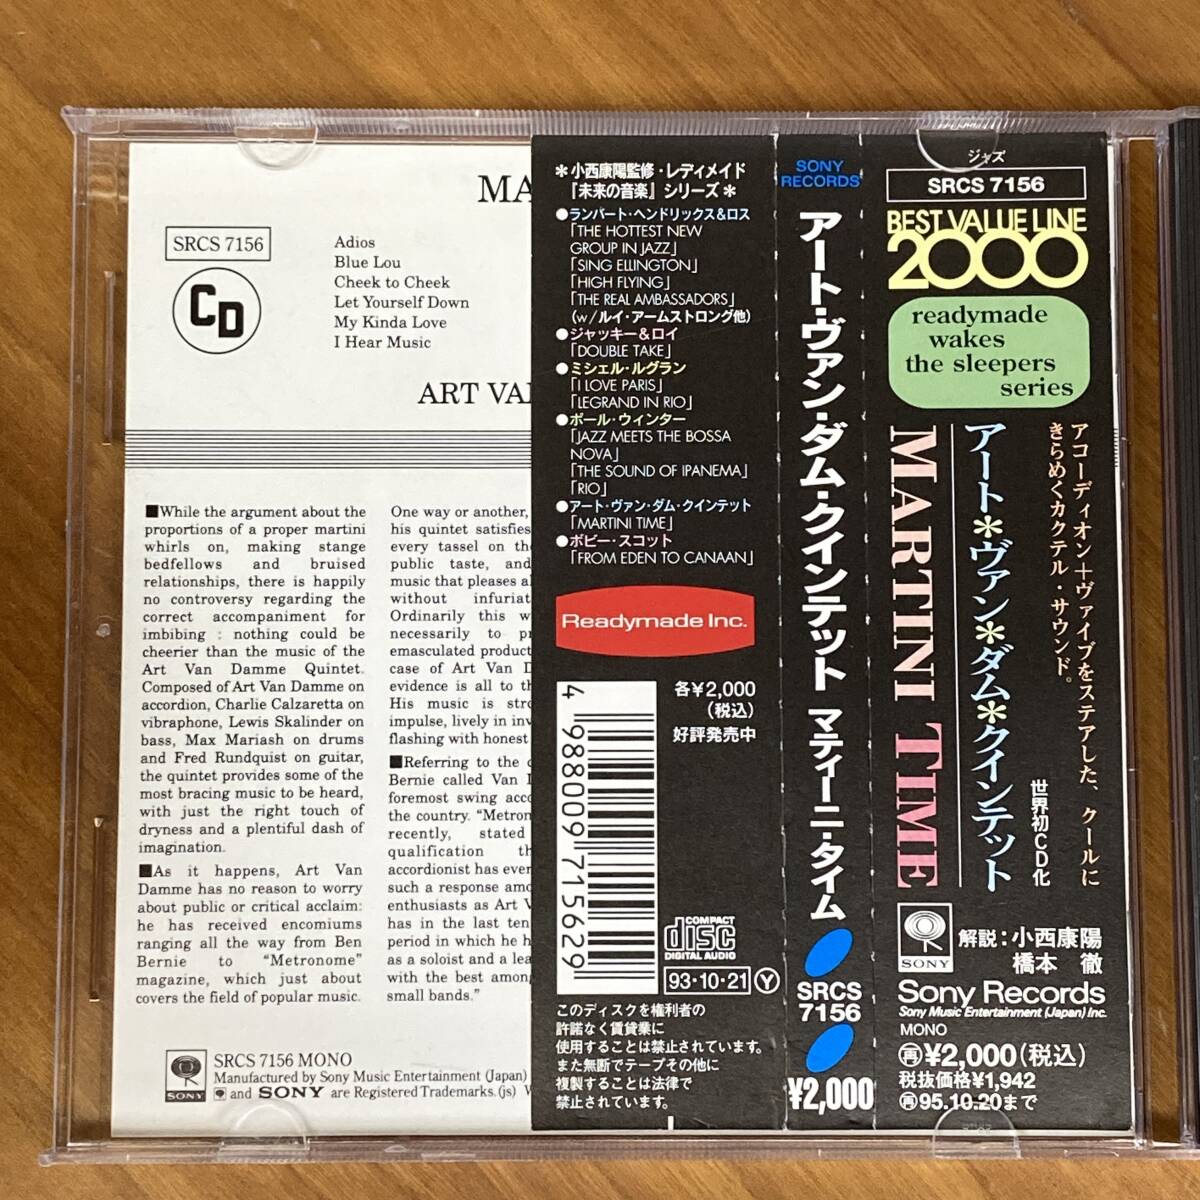 MA
SRCS 7156
CD
Adios
Blue Lou
Cheek to Cheek
Let Yourself Down
My Kinda Love
I Hear Music
ART VA
■While the argument about the
proportions of a proper martini
whirls on, making stange
bedfellows and bruised
relationships, there is happily
no controversy regarding the
correct accompaniment for
imbibing : nothing could be
cheerier than the music of the
Art Van Damme Quintet.
Composed of Art Van Damme on
accordion, Charlie Calzaretta on
vibraphone, Lewis Skalinder on
bass, Max Mariash on drums
and Fred Rundquist on guitar,
the quintet provides some of the
most bracing music to be heard,
with just the right touch of
dryness and a plentiful dash of
imagination.
■As it happens, Art Van
Damme has no reason to worry
about public or critical acclaim:
he has received encomiums
ranging all the way from Ben
Bernie to “Metronome”
magazine, which just about
covers the field of popular music.
One way or another,
his quintet satisfies
every tassel on the
public taste, and
music that pleases al
without infuriat
Ordinarily this w
necessarily to pr
emasculated product
case of Art Van D
evidence is all to th
His music is stro
impulse, lively in inv
flashing with honest
■Referring to the
Bernie called Van
foremost swing acco
the country. “Metrono
recently, stated
qualification th
accordionist has ever
such a response amo
enthusiasts as Art V
has in the last ten
period in which he h
as a soloist and a lea
with the best among
small bands.”
SONY
SRCS 7156 MONO
Manufactured by Sony Music Entertainment (Japan)
and SONY are Registered Trademarks. (js)
＊小西康陽監修・レディメイド
『未来の音楽』シリーズ＊
●ランバート・ヘンドリックス&ロス
「THE HOTTEST NEW
GROUP IN JAZZ」
「SING ELLINGTON」
「HIGH FLYING」
「THE REAL AMBASSADORS」
(w/ルイ・アームストロング他)
●ジャッキー&ロイ
「DOUBLE TAKE」
●ミシェル・ルグラン
「I LOVE PARIS」
「LEGRAND IN RIO」
●ポール・ウィンター
「JAZZ MEETS THE BOSSA
NOVA」
「THE SOUND OF IPANEMA」
「RIO」
●アート・ヴァン・ダム・クインテット
「MARTINI TIME」
●ボビー・スコット
「FROM EDEN TO CANAAN」
Readymade Inc.
各¥2,000
(税込)
好評発売中
4 988009 715629
COMPACT
disc
DIGITAL AUDIO
93・10・21 Y
このディスクを権利者の
許諾なく賃貸業に
使用することは禁止されています。
また無断でテープその他に
複製することは法律で
禁止されています。
SONY
RECORDS
アート・ヴァン・ダム・クインテット マティーニ・タイム
SRCS
7156
¥2,000
ジャズ
SRCS 7156
BEST VALUE LINE
2000
readymade
wakes
the sleepers
series
アコーディオン＋ヴァイブをステアした、クールに
きらめくカクテル・サウンド。
アート＊ヴァン＊ダム＊クインテット
MARTINI TIME
世界初CD化
SONY
解説：小西康陽
橋本 徹
Sony Records
Sony Music Entertainment (Japan) Inc.
MONO
再¥2,000(税込)
税抜価格¥1,942
再95.10.20まで